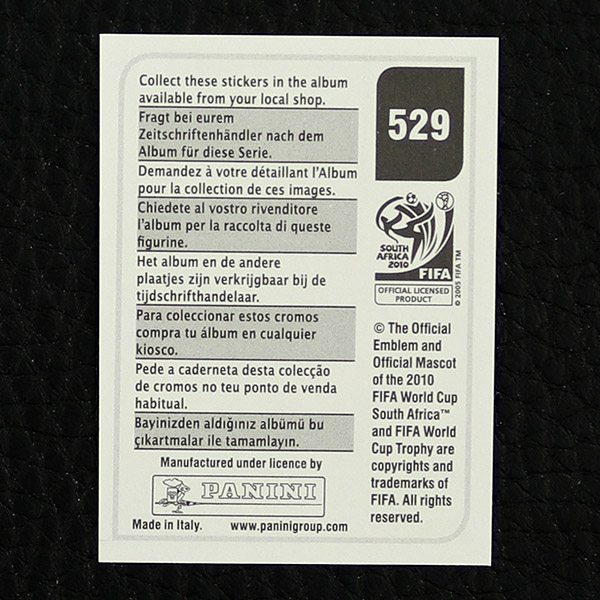 Collect these stickers in the album
available from your local shop.
Fragt bei eurem
Zeitschriftenhändler nach dem
Album für diese Serie.
Demandez à votre détaillant l'Album
pour la collection de ces images.
Chiedete al vostro rivenditore
l'album per la raccolta di queste
figurine.
Het album en de andere
plaatjes zijn verkrijgbaar bij de
tijdschrifthandelaar.
Para coleccionar estos cromos
compra tu álbum en cualquier
kiosco.
Pede a caderneta desta colecção
de cromos no teu ponto de venda
habitual.
Bayinizden aldığınız albümü bu
çıkartmalar ile tamamlayın.
Manufactured under licence by
PANINI
Made in Italy. www.paninigroup.com
529
SOUTH
AFRICA
2010
FIFA
OFFICIAL LICENSED
PRODUCT
© 2005 FIFA TM
© The Official
Emblem and
Official Mascot
of the 2010
FIFA World Cup
South Africa™
and FIFA World
Cup Trophy are
copyrights and
trademarks of
FIFA. All rights
reserved.